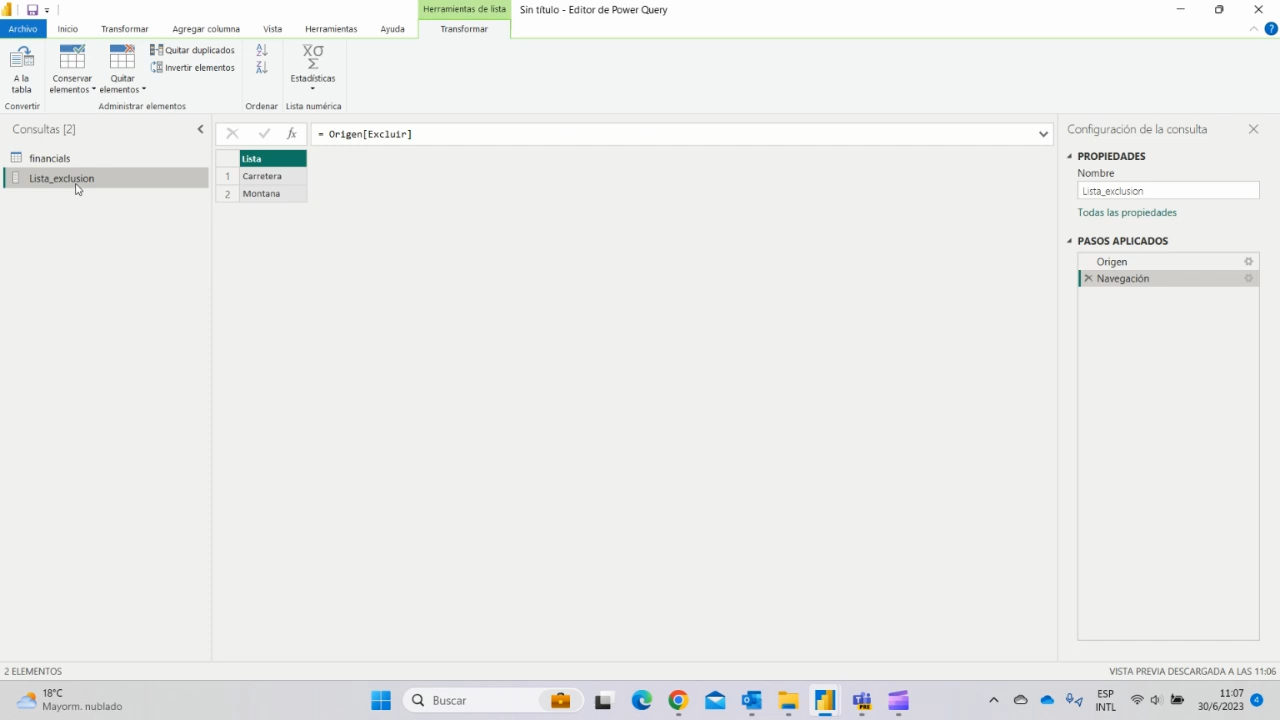 Herramientas de lista
Sin título - Editor de Power Query
Archivo
Inicio
Transformar
Agregar columna
Vista
Herramientas
Ayuda
Transformar
A la
tabla
Conservar
elementos
Quitar
elementos
Quitar duplicados
Invertir elementos
A
Z
Z
A
XO
Σ
Estadísticas
Convertir
Administrar elementos
Ordenar
Lista numérica
Consultas [2]
financials
Lista_exclusion
fx
= Origen[Excluir]
Lista
1 Carretera
2 Montana
Configuración de la consulta
PROPIEDADES
Nombre
Lista_exclusion
Todas las propiedades
PASOS APLICADOS
Origen
Navegación
2 ELEMENTOS
VISTA PREVIA DESCARGADA A LAS 11:06
18°C
Mayorm. nublado
Buscar
PRE
ESP
INTL
11:07
30/6/2023
4